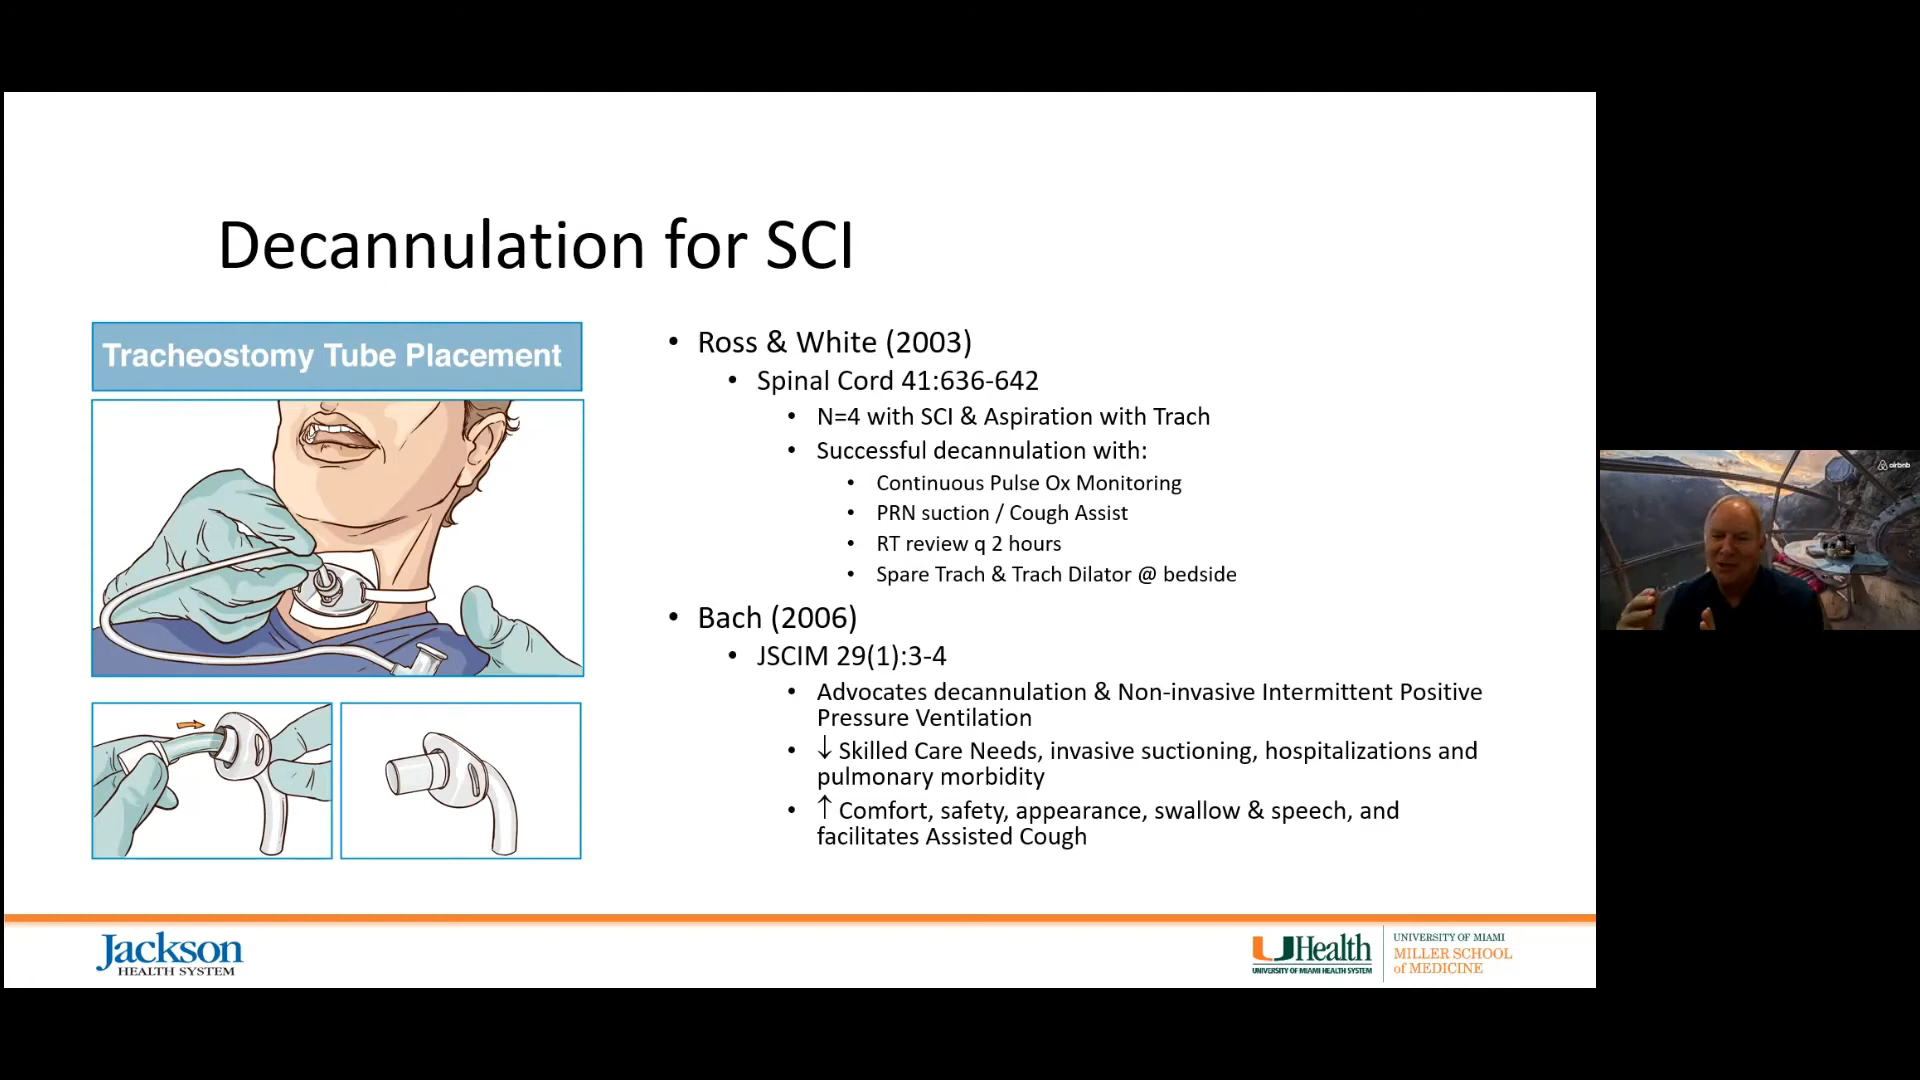 Decannulation for SCI
Tracheostomy Tube Placement
• Ross & White (2003)
• Spinal Cord 41:636-642
• N=4 with SCI & Aspiration with Trach
• Successful decannulation with:
• Continuous Pulse Ox Monitoring
• PRN suction / Cough Assist
• RT review q 2 hours
• Spare Trach & Trach Dilator @ bedside
• Bach (2006)
• JSCIM 29(1):3-4
• Advocates decannulation & Non-invasive Intermittent Positive
Pressure Ventilation
• ↓ Skilled Care Needs, invasive suctioning, hospitalizations and
pulmonary morbidity
• ↑ Comfort, safety, appearance, swallow & speech, and
facilitates Assisted Cough
airbnb
Jackson
HEALTH SYSTEM
UHealth
UNIVERSITY OF MIAMI HEALTH SYSTEM
UNIVERSITY OF MIAMI
MILLER SCHOOL
of MEDICINE